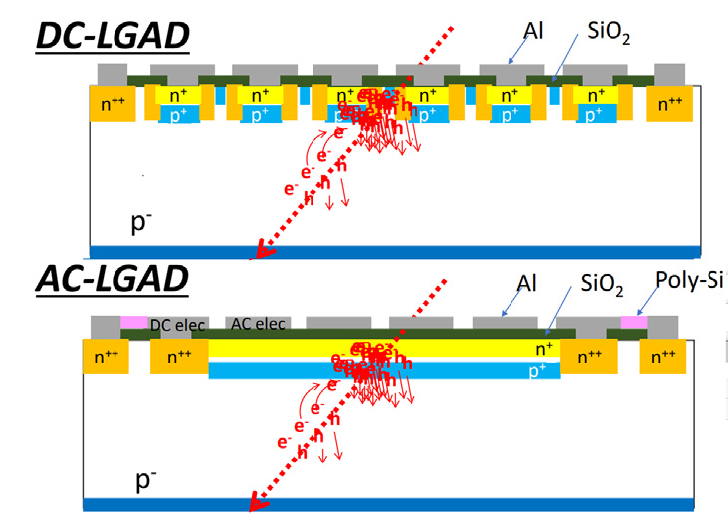 DC-LGAD
Al
SiO₂
n⁺⁺ n⁺ n⁺ n⁺ n⁺ n⁺ n⁺ n⁺⁺
p⁺ p⁺ p p⁺ p⁺ p⁺
e⁻
e⁻
e⁻ h
e⁻ h
h
p⁻
AC-LGAD
Al
SiO₂
Poly-Si
DC elec AC elec
n⁺⁺ n⁺⁺ n⁺ n⁺⁺ n⁺⁺
p⁺
e⁻
e⁻
e⁻ h
e⁻ h
h
p⁻